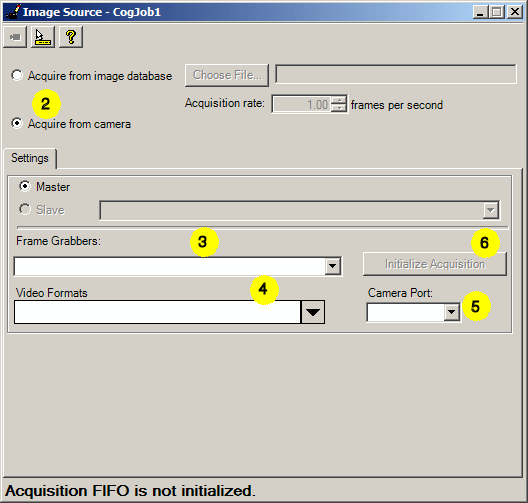 Image Source - CogJob1
?
Acquire from image database
Choose File...
2
Acquisition rate:
1.00
frames per second
Acquire from camera
Settings
Master
Slave
Frame Grabbers:
3
6
Initialize Acquisition
Video Formats
4
Camera Port:
5
Acquisition FIFO is not initialized.